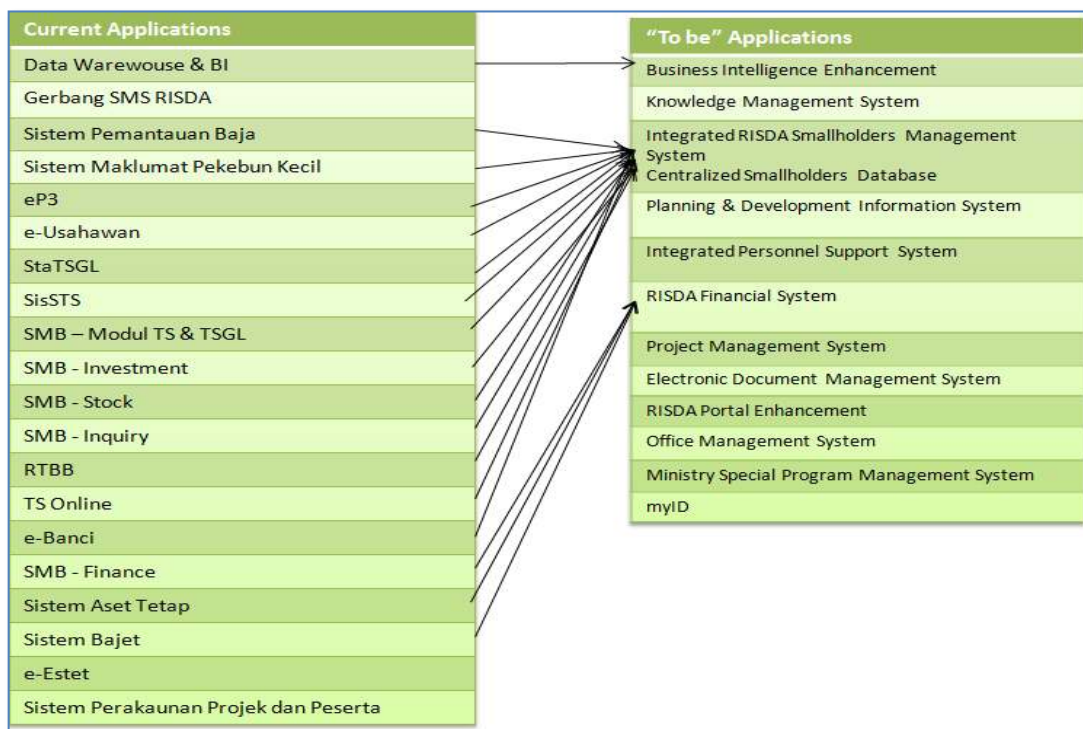 Current Applications
Data Warewouse & BI
Gerbang SMS RISDA
Sistem Pemantauan Baja
Sistem Maklumat Pekebun Kecil
eP3
e-Usahawan
StaTSGL
SisSTS
SMB – Modul TS & TSGL
SMB - Investment
SMB - Stock
SMB - Inquiry
RTBB
TS Online
e-Banci
SMB - Finance
Sistem Aset Tetap
Sistem Bajet
e-Estet
Sistem Perakaunan Projek dan Peserta
“To be” Applications
Business Intelligence Enhancement
Knowledge Management System
Integrated RISDA Smallholders Management
System
Centralized Smallholders Database
Planning & Development Information System
Integrated Personnel Support System
RISDA Financial System
Project Management System
Electronic Document Management System
RISDA Portal Enhancement
Office Management System
Ministry Special Program Management System
myID